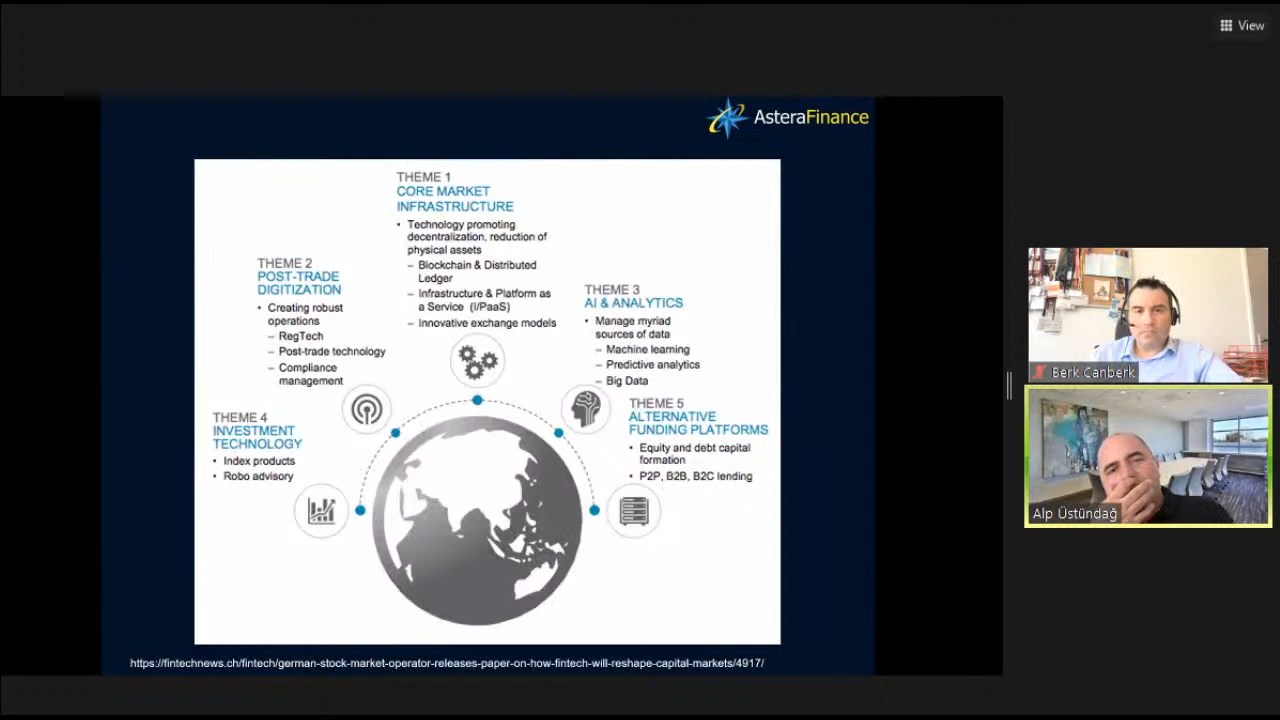 View
AsteraFinance
THEME 1
CORE MARKET
INFRASTRUCTURE
• Technology promoting
decentralization, reduction of
physical assets
– Blockchain & Distributed
Ledger
– Infrastructure & Platform as
a Service (I/PaaS)
– Innovative exchange models
THEME 2
POST-TRADE
DIGITIZATION
• Creating robust
operations
– RegTech
– Post-trade technology
– Compliance
management
THEME 3
AI & ANALYTICS
• Manage myriad
sources of data
– Machine learning
– Predictive analytics
– Big Data
THEME 4
INVESTMENT
TECHNOLOGY
• Index products
• Robo advisory
THEME 5
ALTERNATIVE
FUNDING PLATFORMS
• Equity and debt capital
formation
• P2P, B2B, B2C lending
https://fintechnews.ch/fintech/german-stock-market-operator-releases-paper-on-how-fintech-will-reshape-capital-markets/4917/
Berk Canberk
Alp Üstündağ